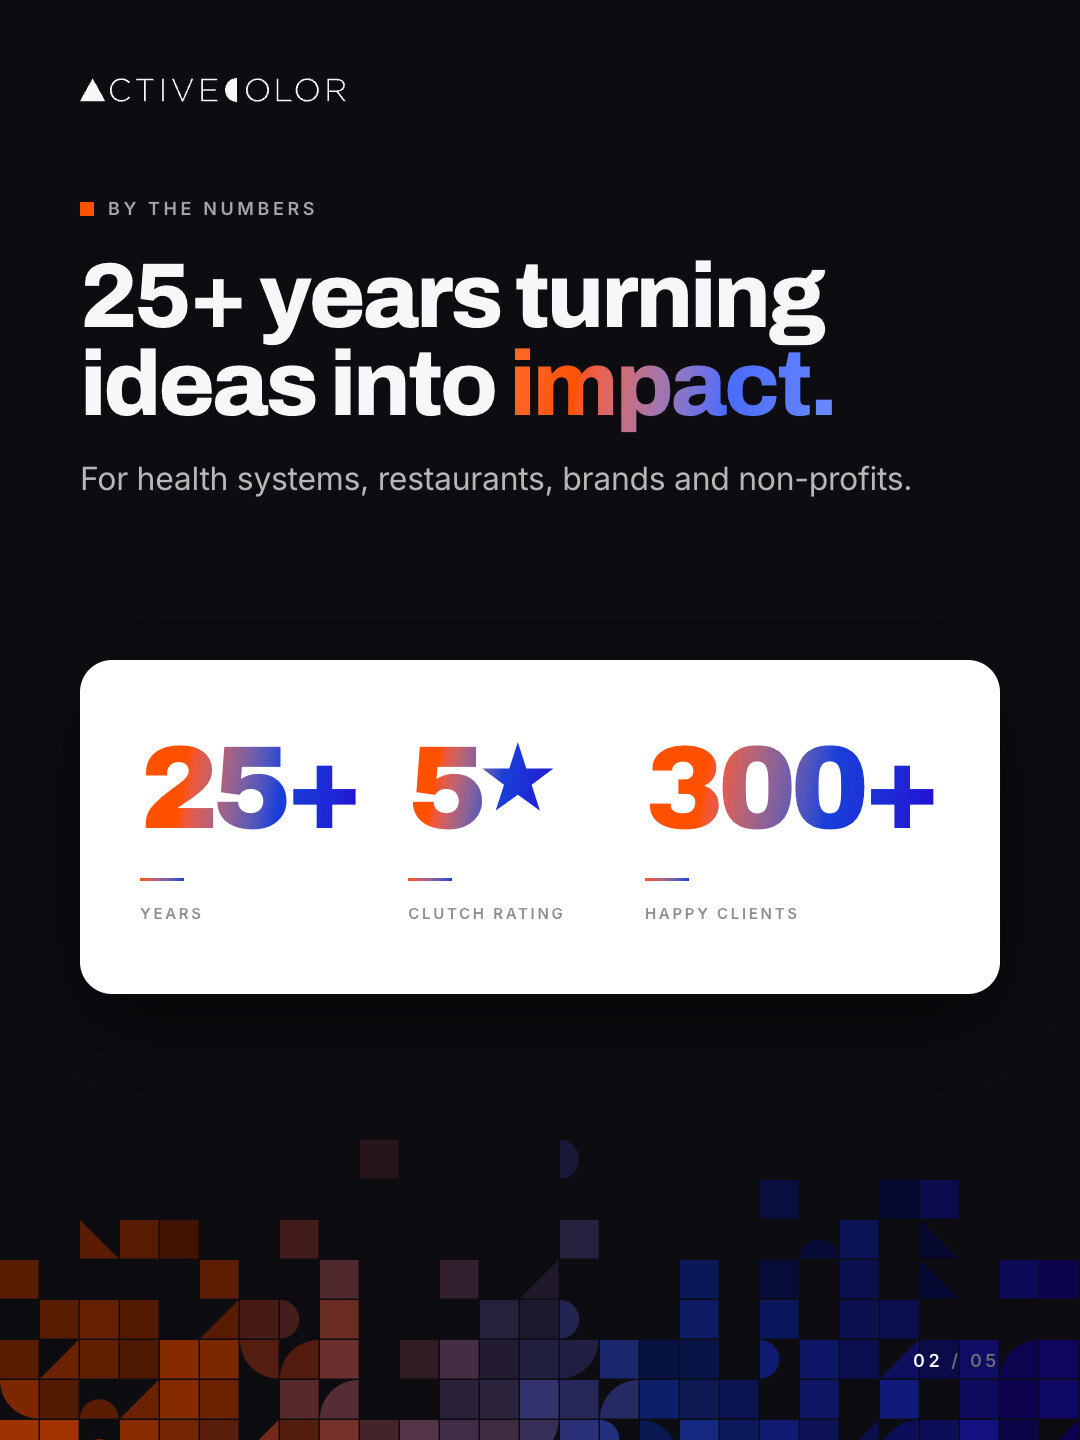 ACTIVECOLOR
BY THE NUMBERS
25+ years turning
ideas into impact.
For health systems, restaurants, brands and non-profits.
25+ 5★ 300+
YEARS CLUTCH RATING HAPPY CLIENTS
02 / 05